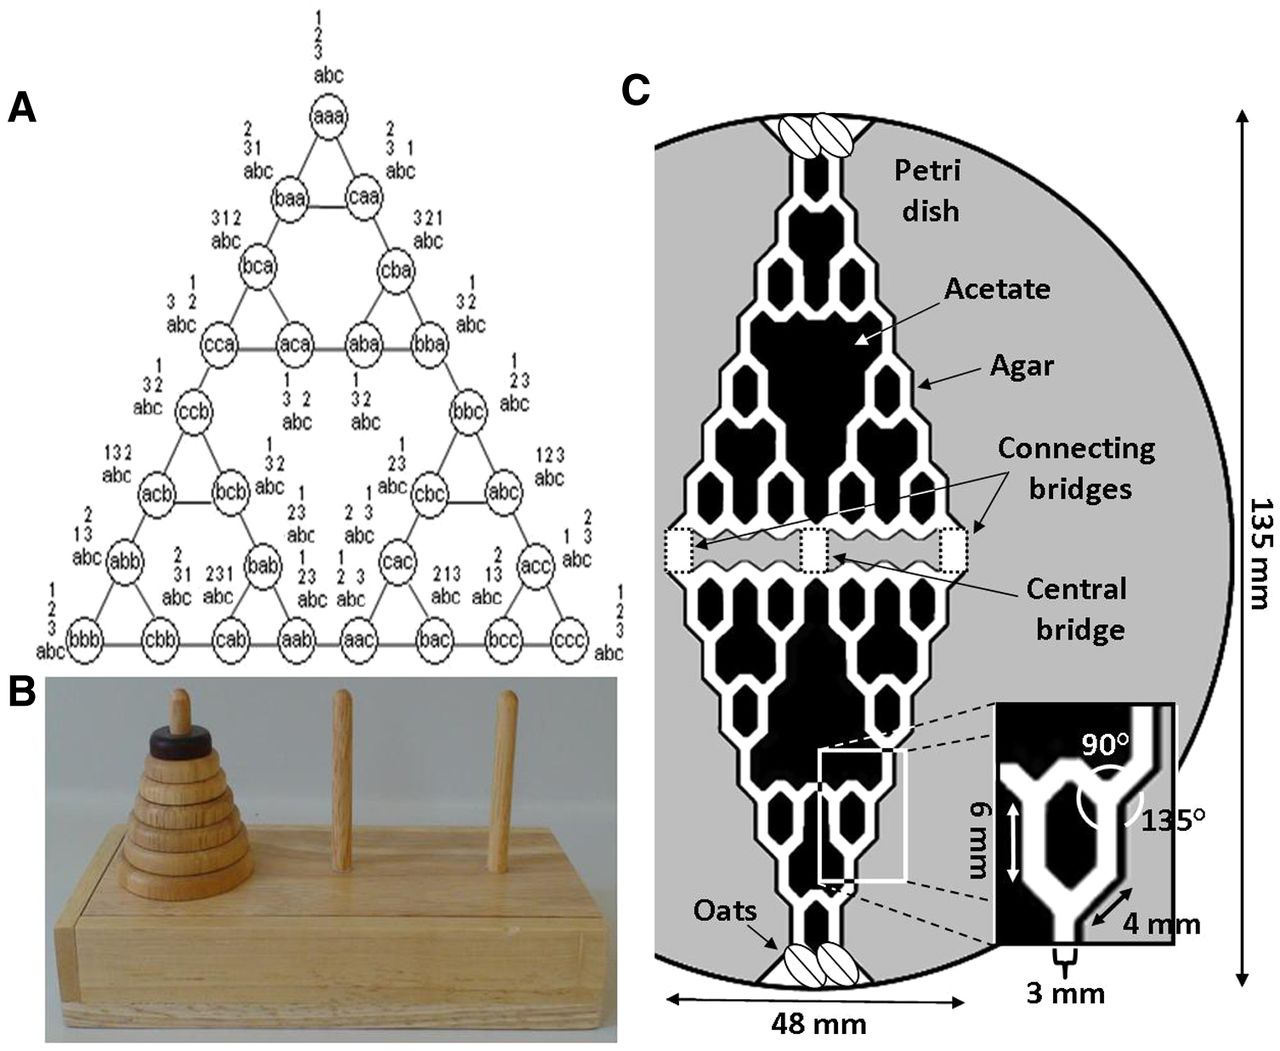 A
1
2
3
abc
aaa
2
31
abc
2
3 1
abc
baa
caa
312
abc
321
abc
bca
cba
1
3 2
abc
1
32
abc
cca
aca
aba
bba
1
32
abc
1
3 2
abc
1
32
abc
1
23
abc
ccb
bbc
132
abc
1
32
abc
1
23
abc
123
abc
acb
bcb
cbc
abc
2
13
abc
1
23
abc
1
2 3
abc
2
1 3
abc
abb
bab
cac
acc
1
2
3
abc
2
31
abc
231
abc
1
23
abc
1
2 3
abc
213
abc
2
13
abc
1
2
3
abc
bbb
cbb
cab
aab
aac
bac
bcc
ccc
B
C
Petri
dish
Acetate
Agar
Connecting
bridges
Central
bridge
135 mm
90°
135°
6 mm
4 mm
3 mm
Oats
48 mm